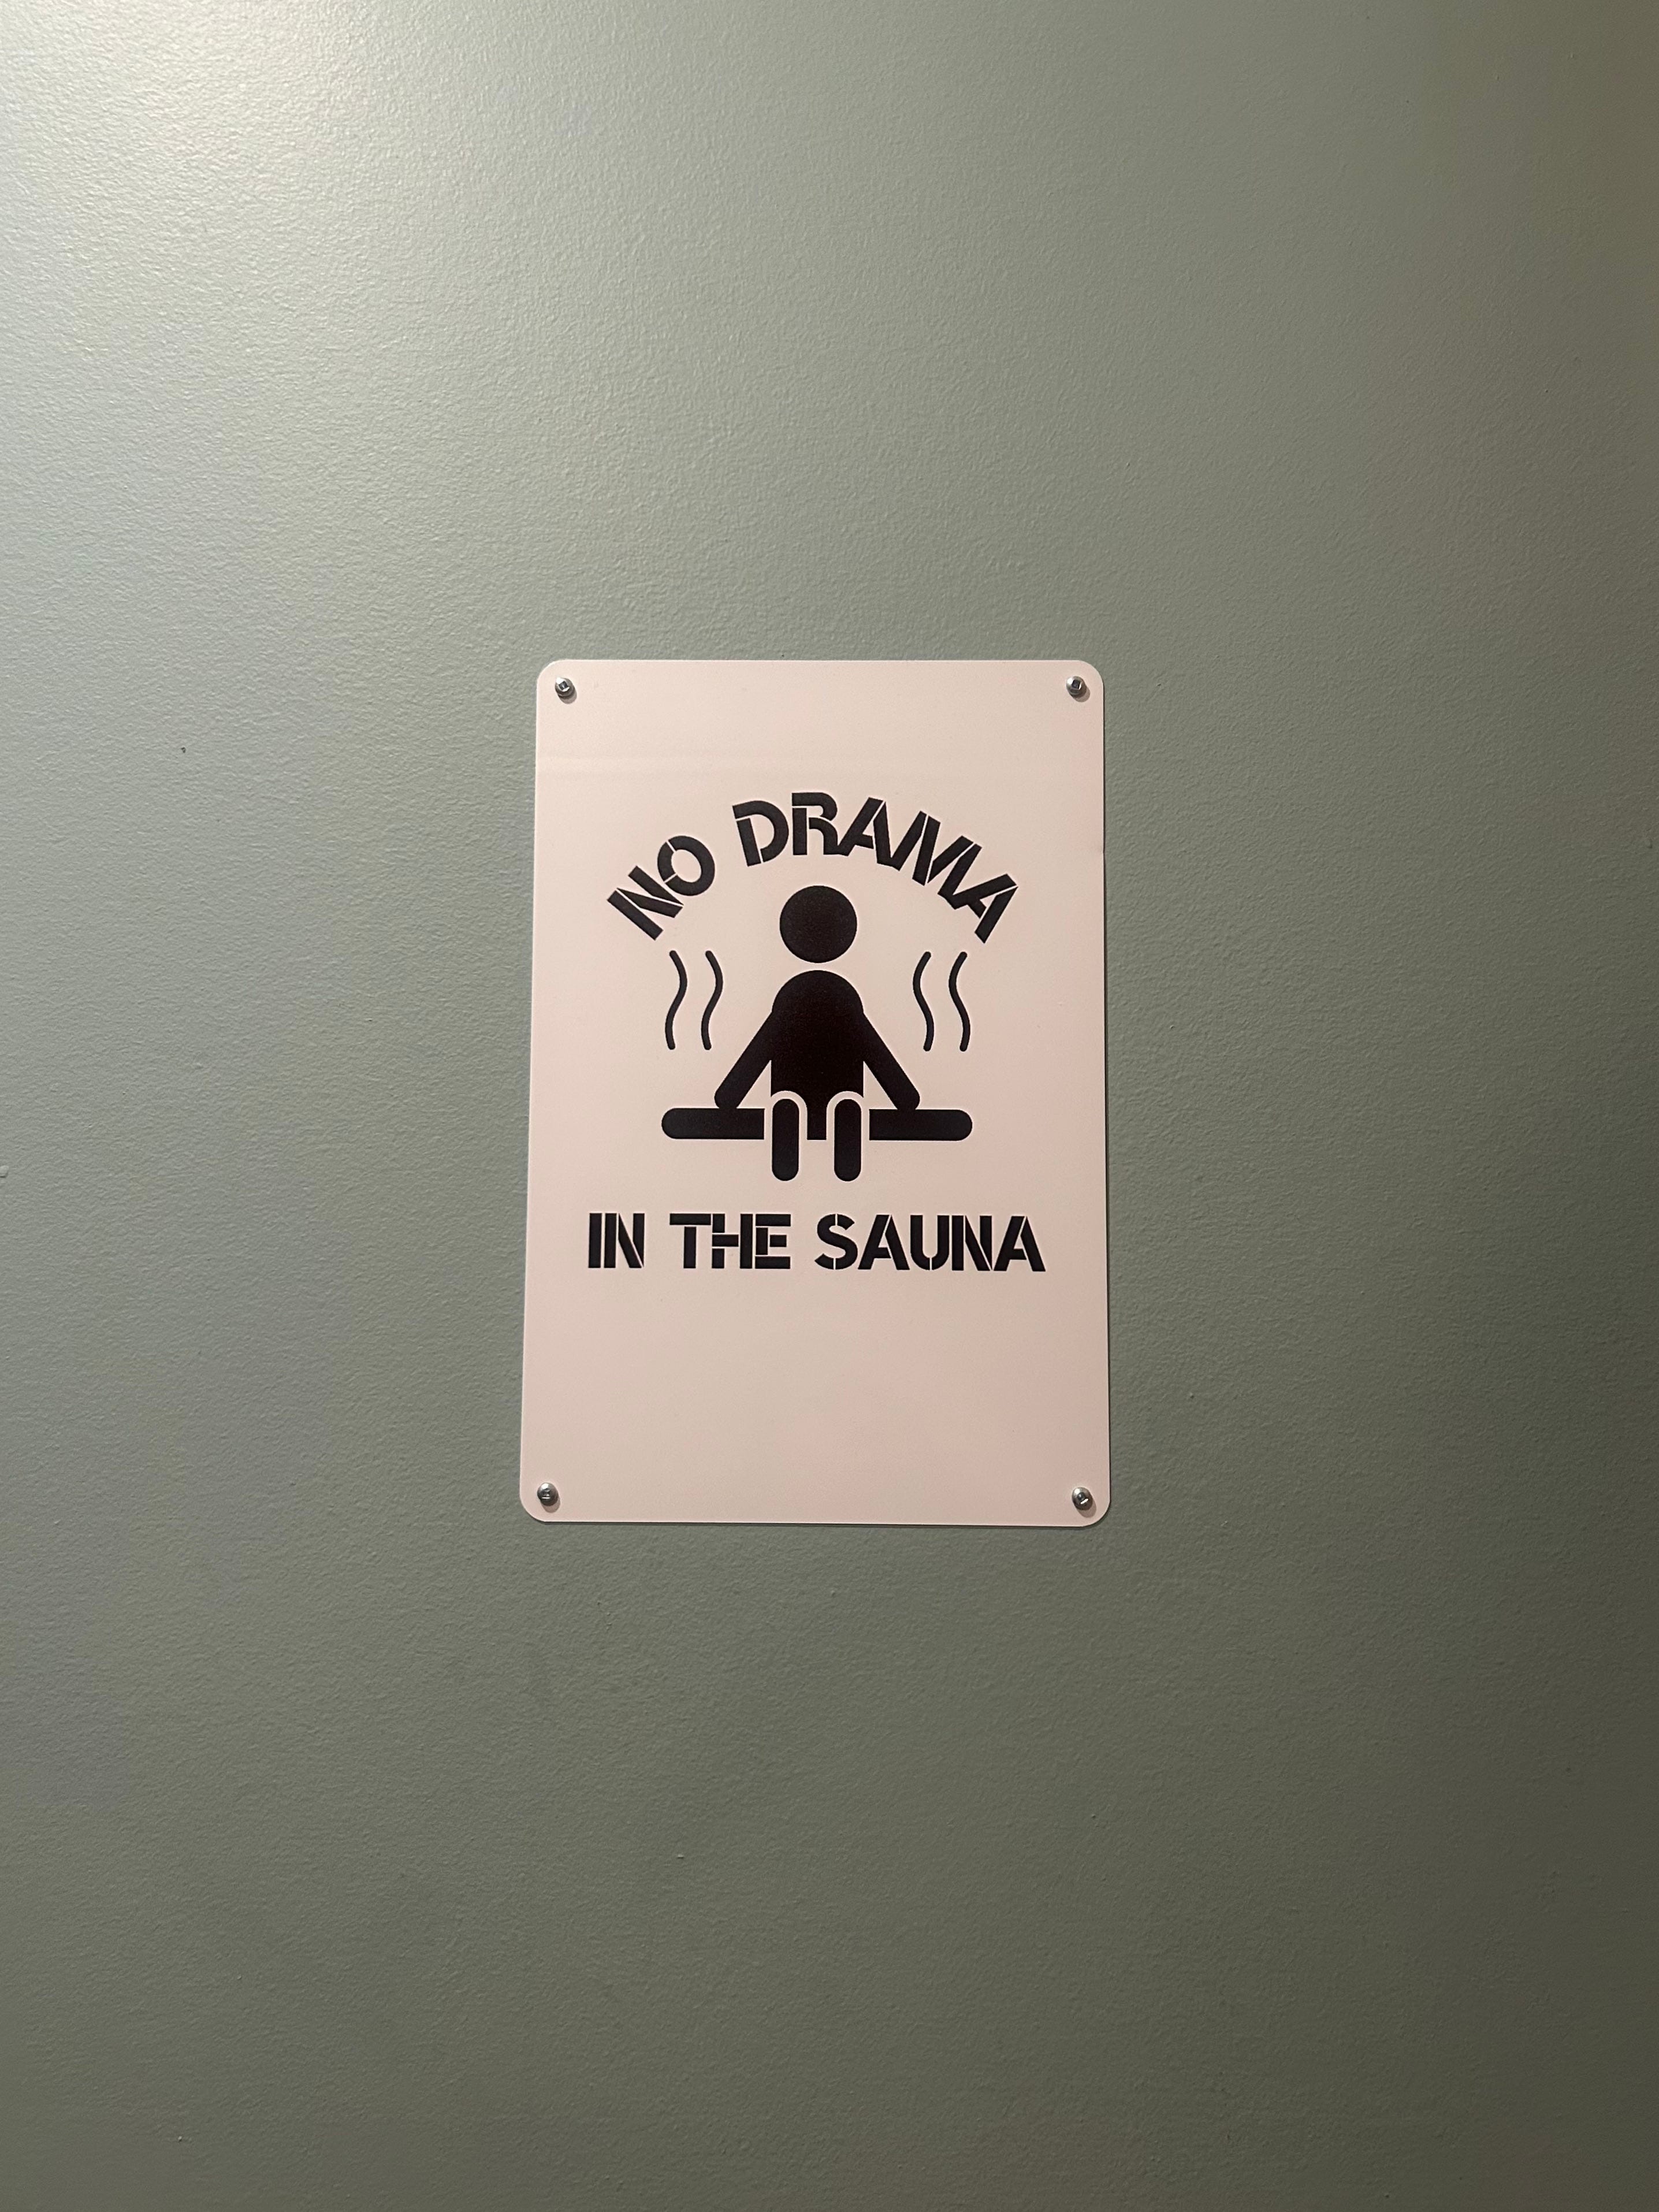 NO DRAMA
IN THE SAUNA